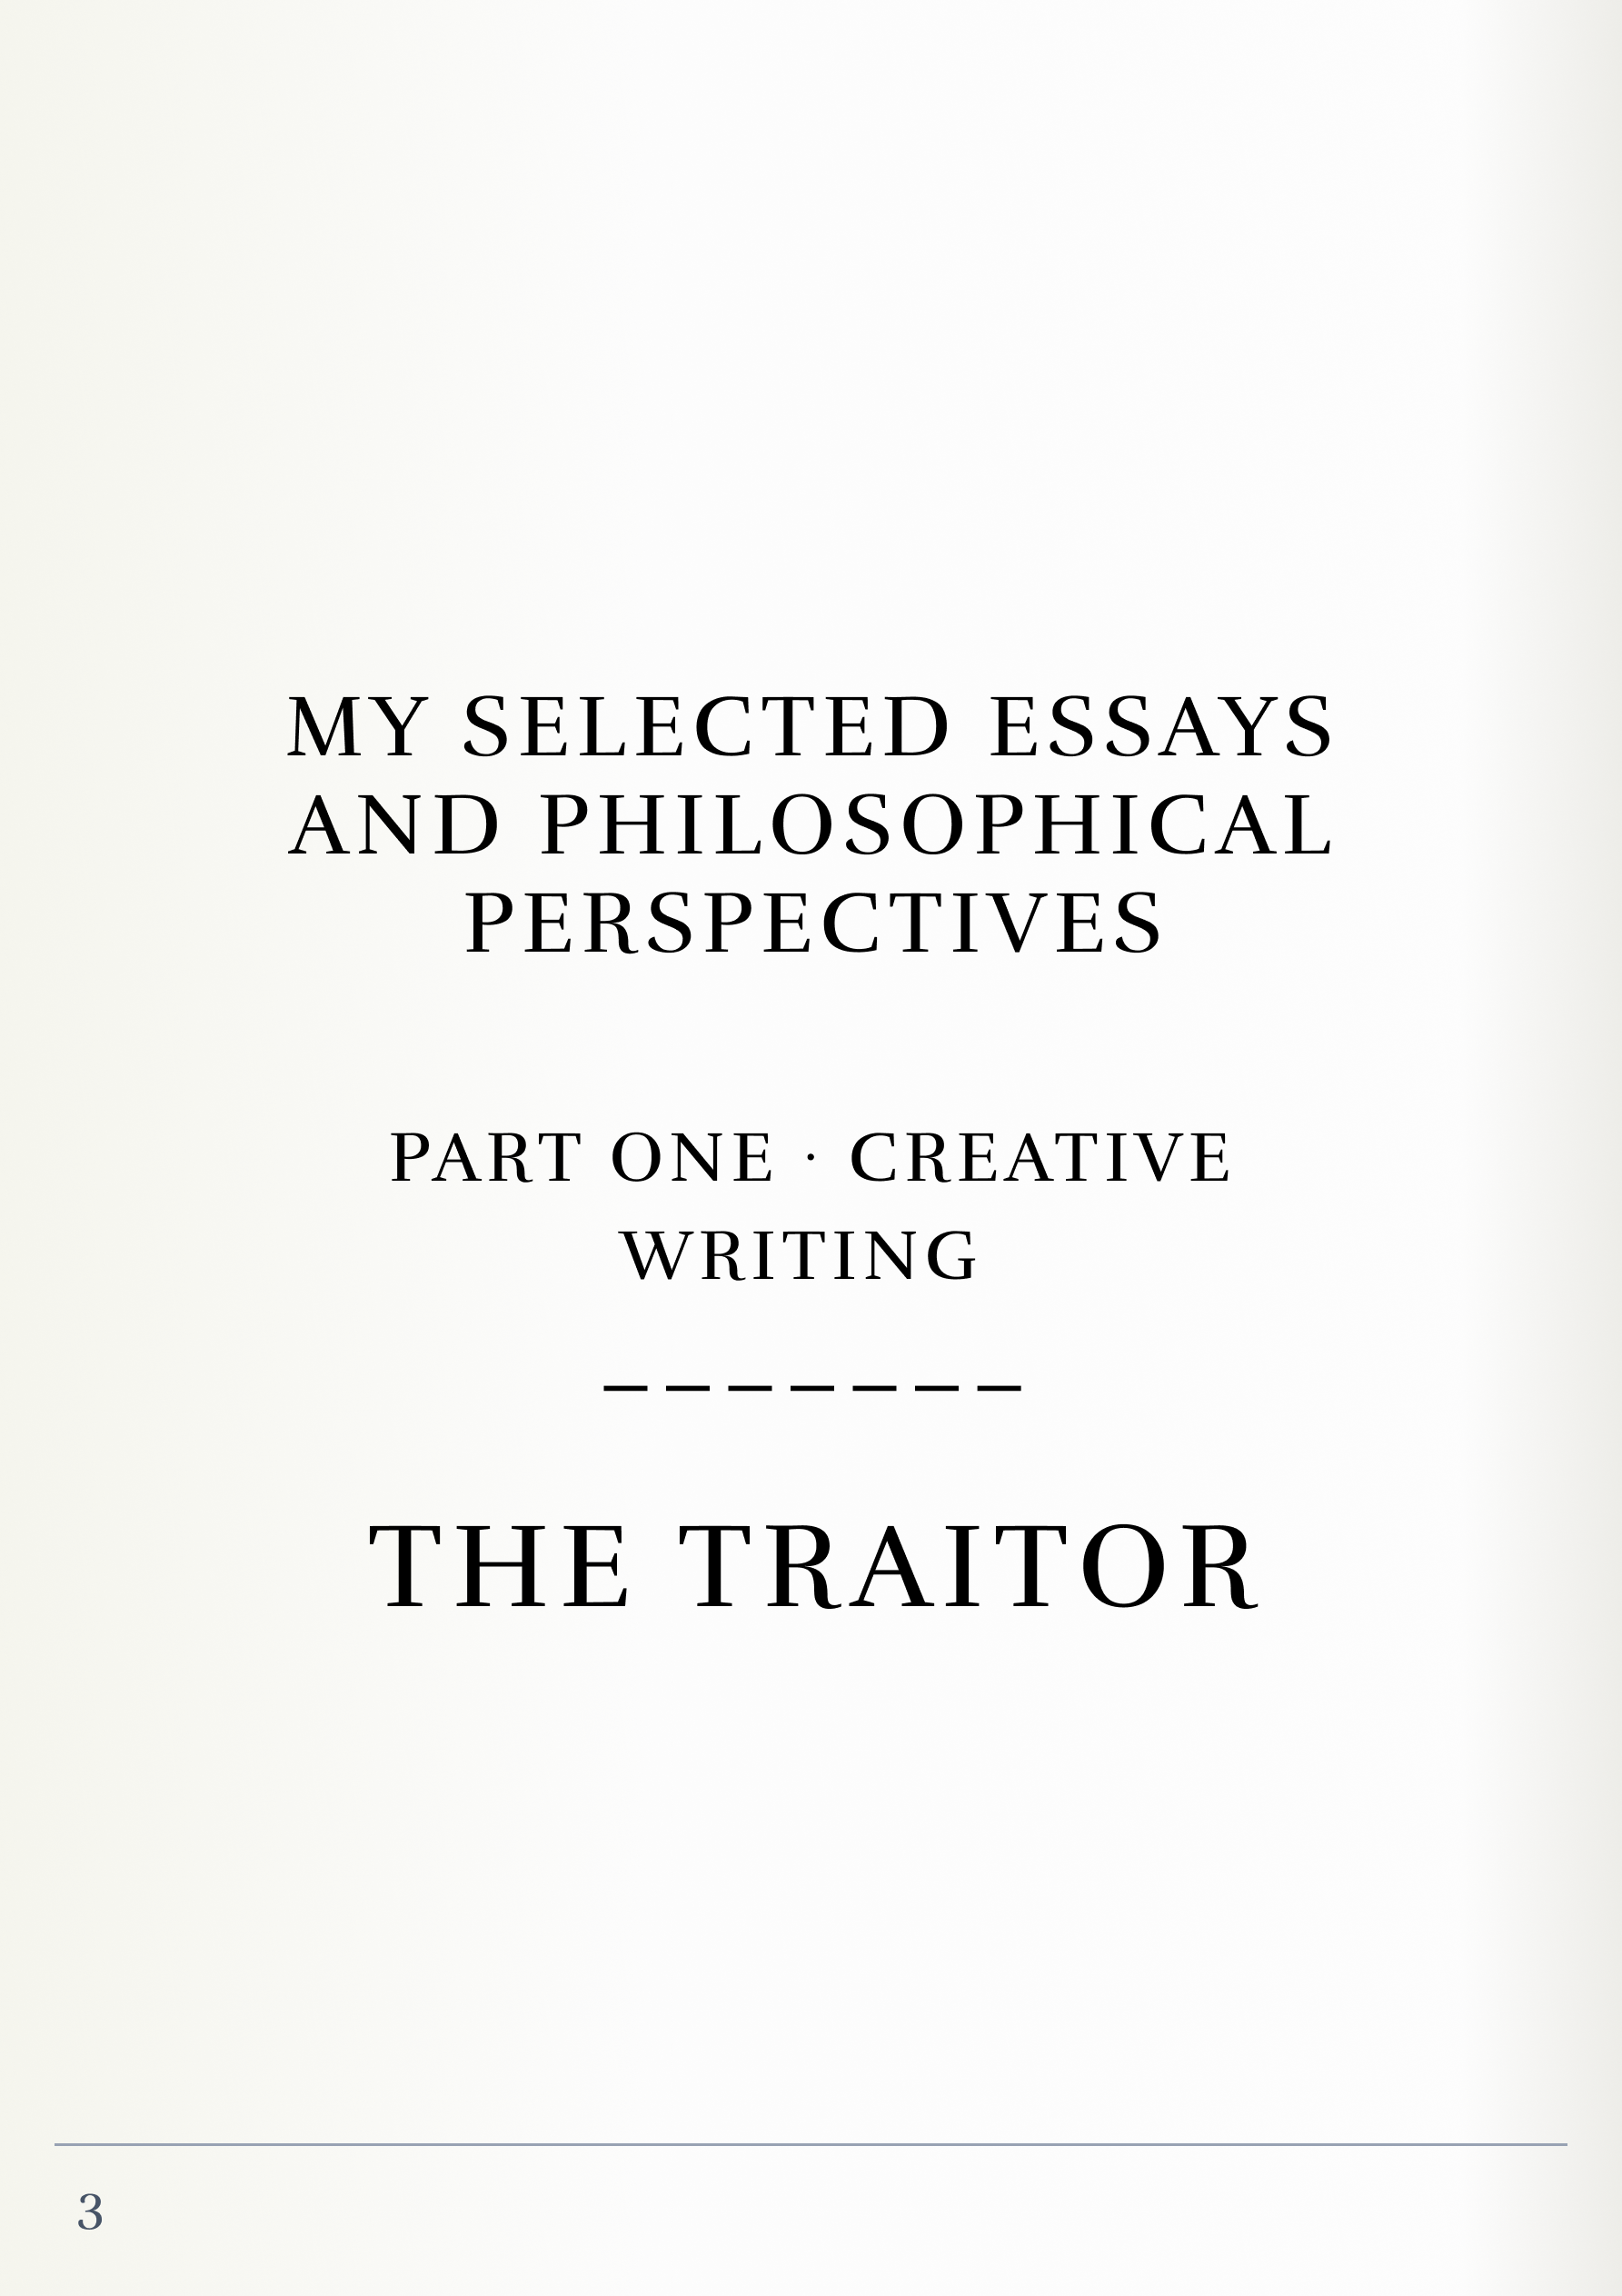 MY SELECTED ESSAYS
AND PHILOSOPHICAL
PERSPECTIVES
PART ONE · CREATIVE
WRITING
– – – – – – –
THE TRAITOR
3